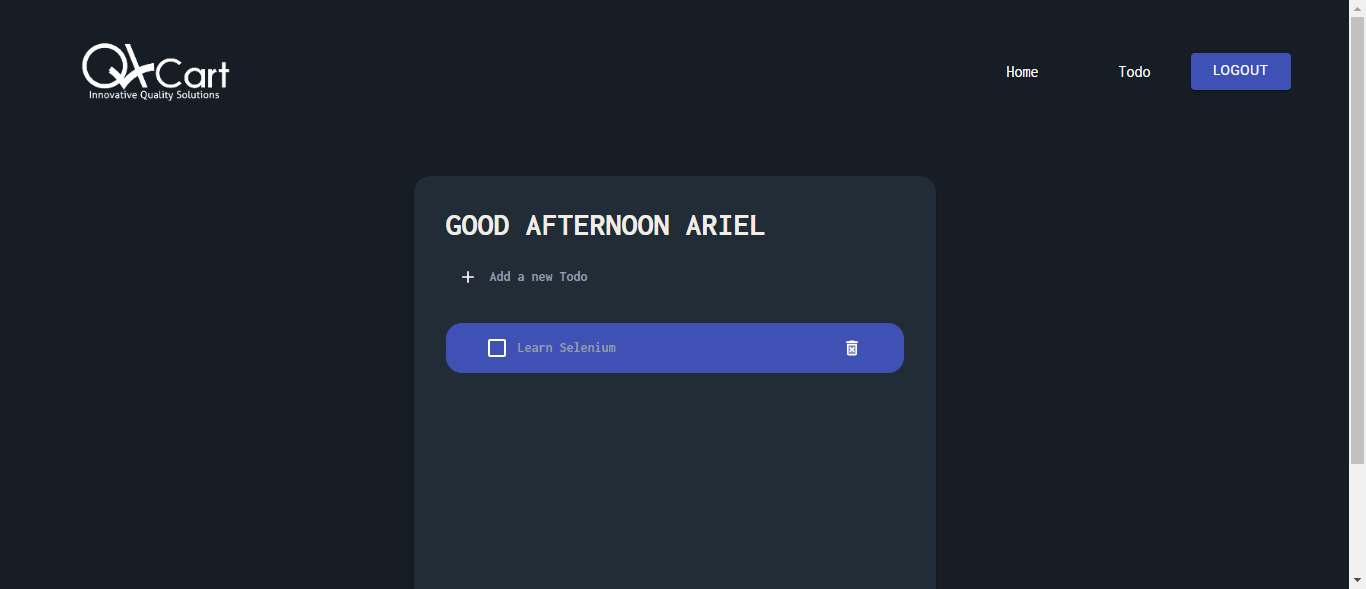 QACart
Innovative Quality Solutions
Home
Todo
LOGOUT
GOOD AFTERNOON ARIEL
Add a new Todo
Learn Selenium